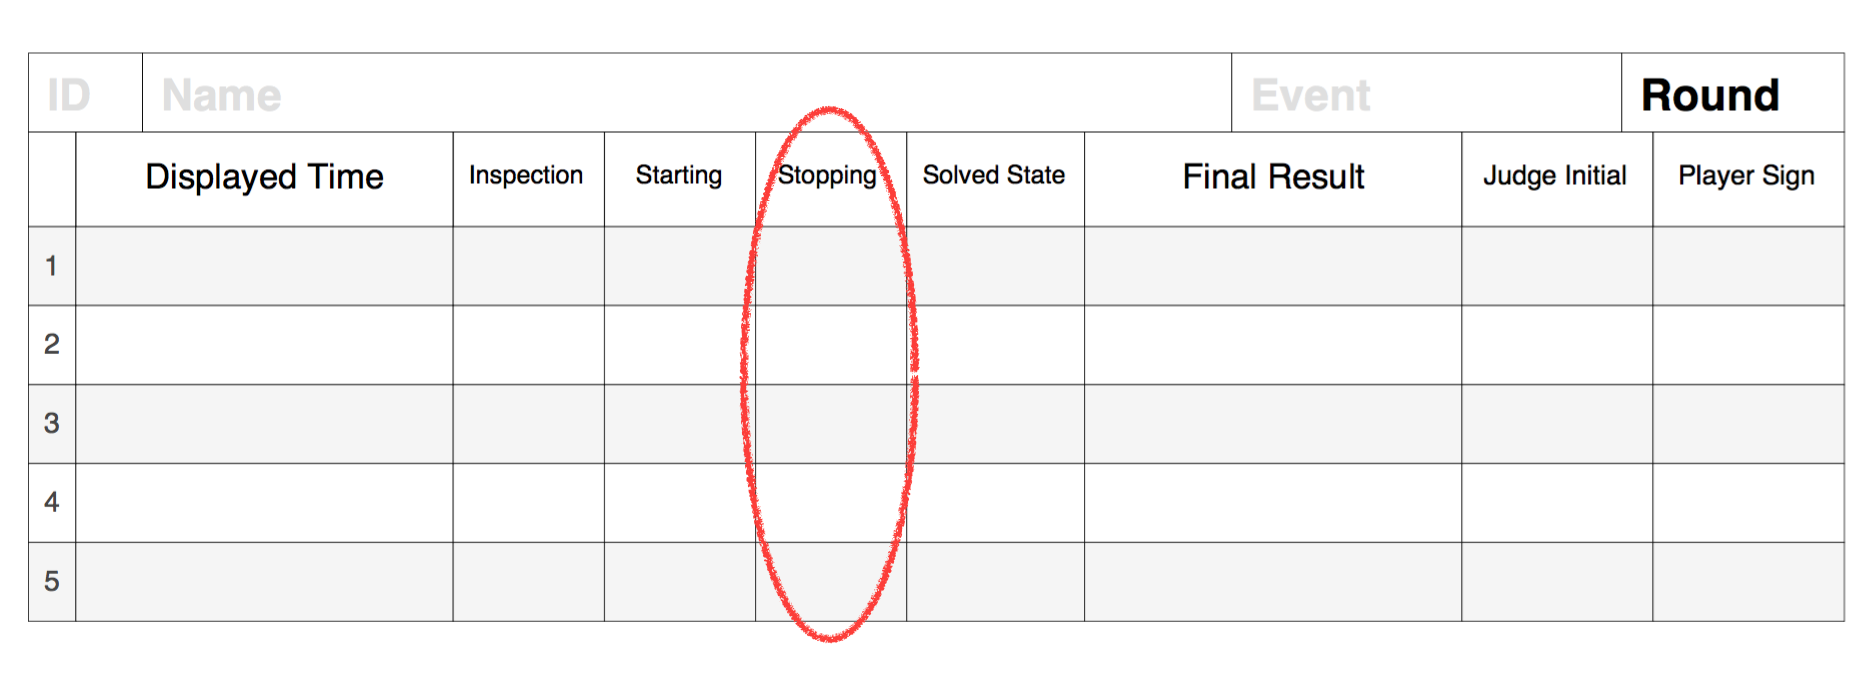 ID Name Event Round
Displayed Time Inspection Starting Stopping Solved State Final Result Judge Initial Player Sign
1
2
3
4
5